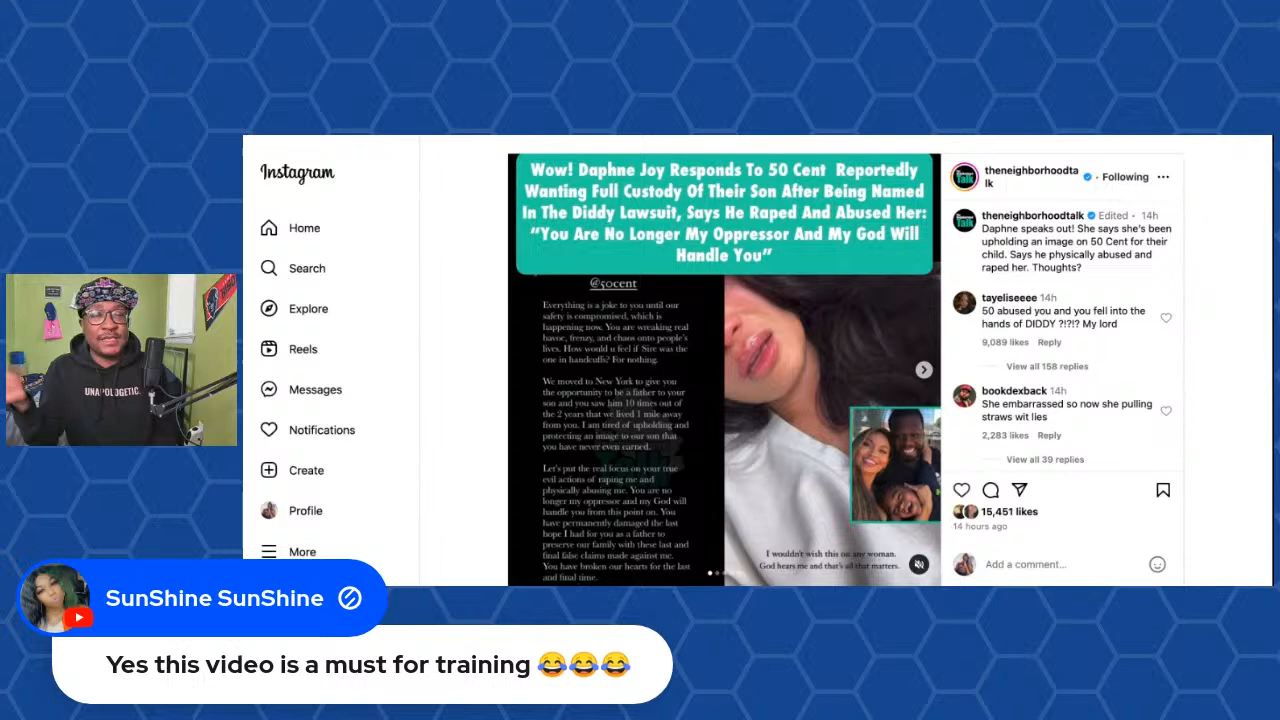 Instagram
Home
Search
Explore
Reels
Messages
Notifications
Create
Profile
More
UNAPOLOGETIC.
Wow! Daphne Joy Responds To 50 Cent Reportedly
Wanting Full Custody Of Their Son After Being Named
In The Diddy Lawsuit, Says He Raped And Abused Her:
“You Are No Longer My Oppressor And My God Will
Handle You”
@50cent
Everything is a joke to you until our
safety is compromised, which is
happening now. You are wreaking real
havoc, frenzy, and chaos onto people's
lives. How would u feel if Sire was the
one in handcuffs? For nothing.
We moved to New York to give you
the opportunity to be a father to your
son and you saw him 10 times out of
the 2 years that we lived 1 mile away
from you. I am tired of upholding and
protecting an image to our son that
you have never even earned.
Let's put the real focus on your true
evil actions of raping me and
physically abusing me. You are no
longer my oppressor and my God will
handle you from this point on. You
have permanently damaged the last
hope I had for you as a father to
preserve our family with these last and
final false claims made against me.
You have broken our hearts for the last
and final time.
I wouldn't wish this on any woman.
God hears me and that's all that matters.
theneighborhoodta
lk
• Following
theneighborhoodtalk Edited • 14h
Daphne speaks out! She says she's been
upholding an image on 50 Cent for their
child. Says he physically abused and
raped her. Thoughts?
tayeliseeee 14h
50 abused you and you fell into the
hands of DIDDY ?!?!? My lord
9,089 likes Reply
View all 158 replies
bookdexback 14h
She embarrassed so now she pulling
straws wit lies
2,283 likes Reply
View all 39 replies
15,451 likes
14 hours ago
Add a comment...
SunShine SunShine
Yes this video is a must for training 😂😂😂